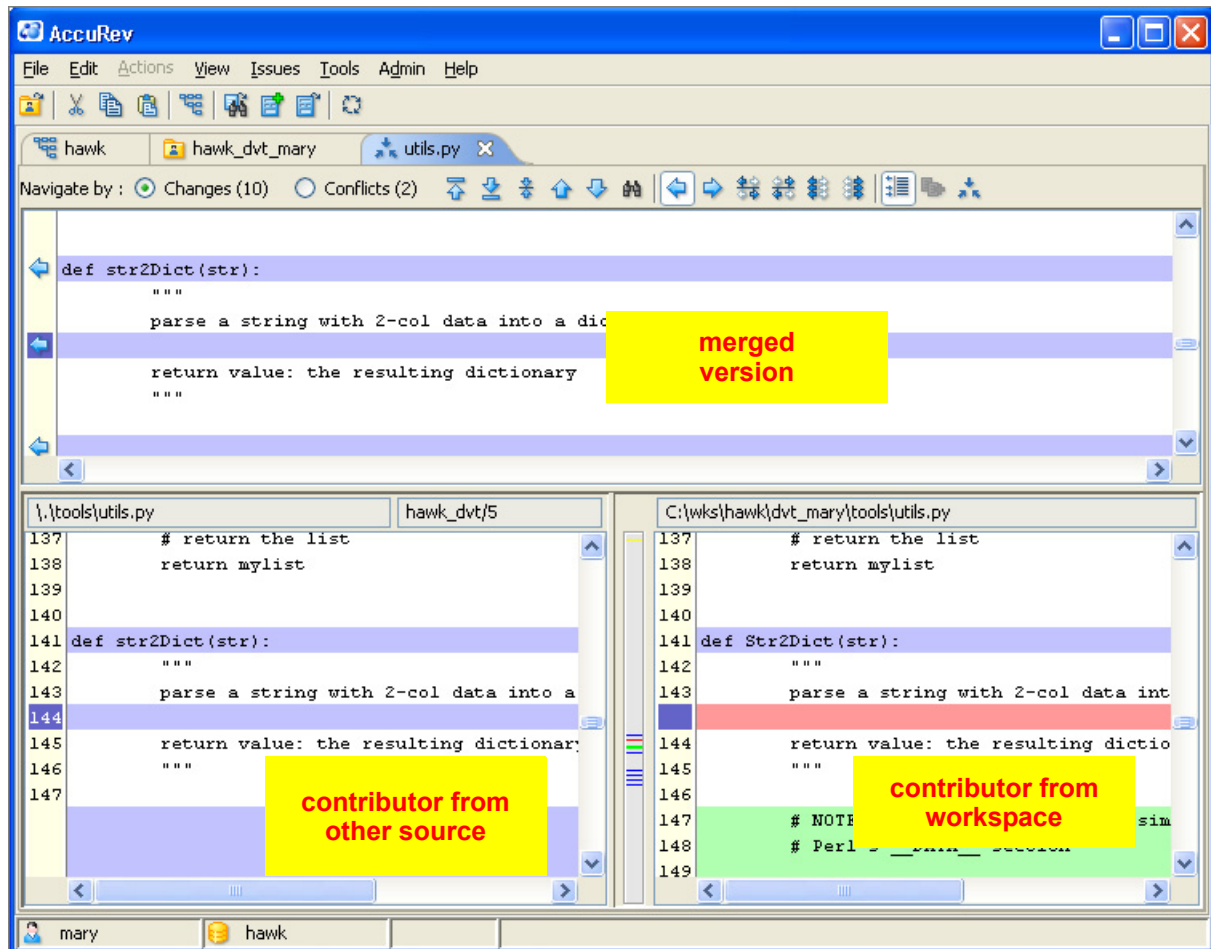 AccuRev
File Edit Actions View Issues Tools Admin Help
hawk hawk_dvt_mary utils.py
Navigate by : Changes (10) Conflicts (2)
def str2Dict(str):
"""
parse a string with 2-col data into a dic
return value: the resulting dictionary
"""
merged
version
\.\tools\utils.py hawk_dvt/5
137 # return the list
138 return mylist
139
140
141 def str2Dict(str):
142 """
143 parse a string with 2-col data into a
144
145 return value: the resulting dictionary
146 """
147
contributor from
other source
C:\wks\hawk\dvt_mary\tools\utils.py
137 # return the list
138 return mylist
139
140
141 def Str2Dict(str):
142 """
143 parse a string with 2-col data int
144 return value: the resulting dictio
145 """
146
147 # NOTE sim
148 # Perl's __DATA__ section
149
contributor from
workspace
mary hawk